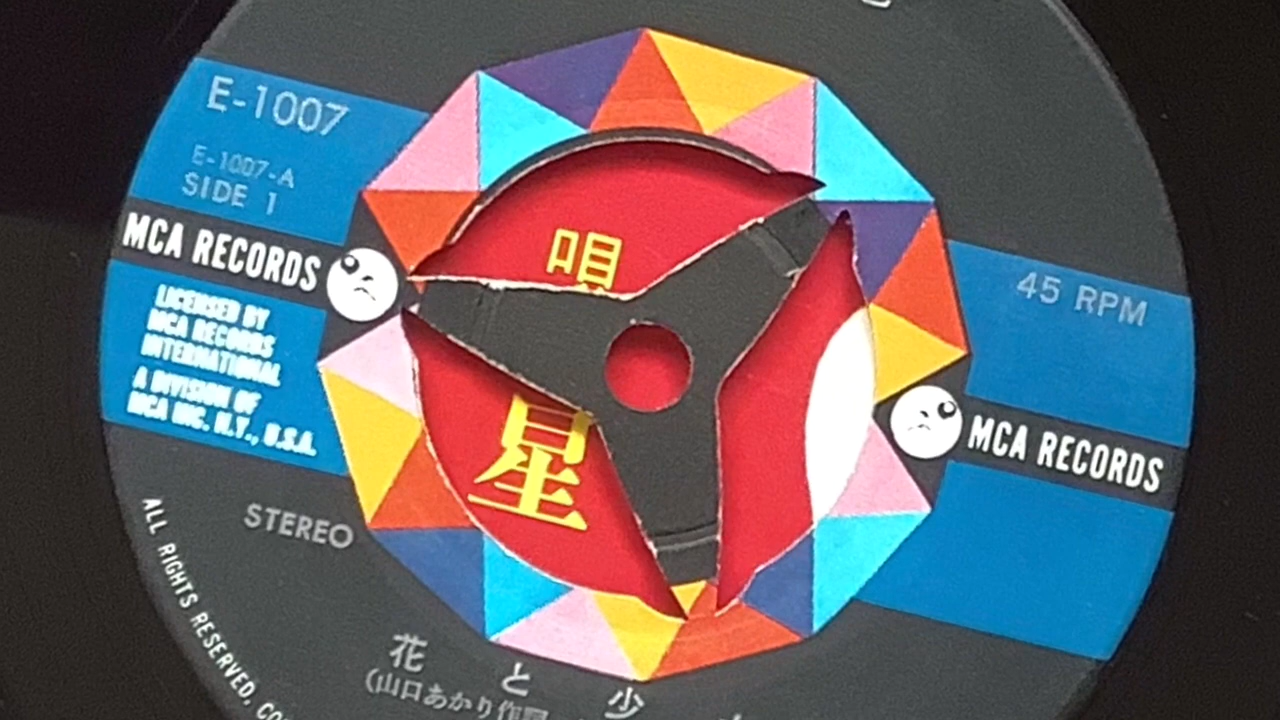 E-1007
E-1007-A
SIDE 1
MCA RECORDS
LICENSED BY
MCA RECORDS
INTERNATIONAL
A DIVISION OF
MCA INC. N.Y., U.S.A.
唄
星
45 RPM
MCA RECORDS
STEREO
ALL RIGHTS RESERVED.
花と少
(山口あかり作詞